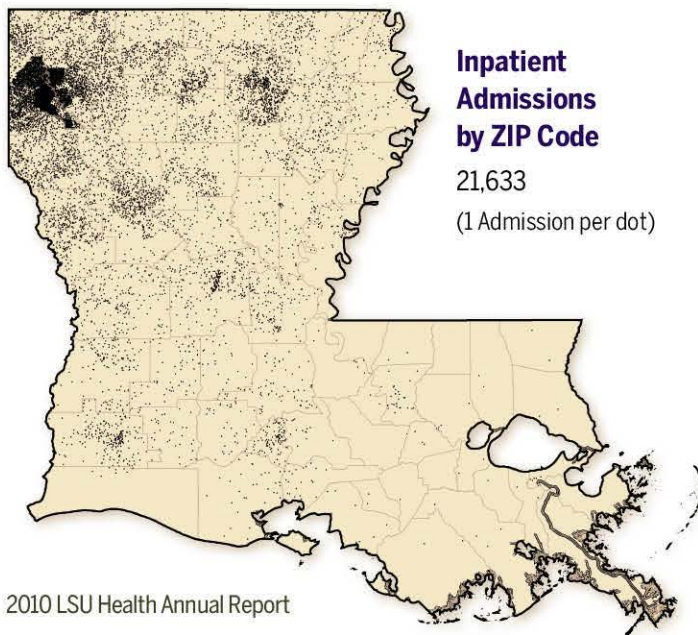 Inpatient
Admissions
by ZIP Code
21,633
(1 Admission per dot)
2010 LSU Health Annual Report